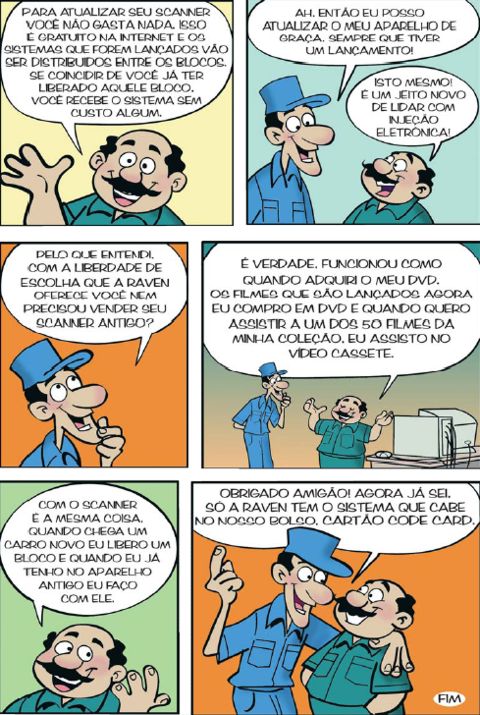 PARA ATUALIZAR SEU SCANNER
VOCÊ NÃO GASTA NADA. ISSO
É GRATUITO NA INTERNET E OS
SISTEMAS QUE FOREM LANÇADOS VÃO
SER DISTRIBUIDOS ENTRE OS BLOCOS.
SE COINCIDIR DE VOCÊ JÁ TER
LIBERADO AQUELE BLOCO,
VOCÊ RECEBE O SISTEMA SEM
CUSTO ALGUM.
AH, ENTÃO EU POSSO
ATUALIZAR O MEU APARELHO DE
GRAÇA, SEMPRE QUE TIVER
UM LANÇAMENTO!
ISTO MESMO!
É UM JEITO NOVO
DE LIDAR COM
INJEÇÃO
ELETRÔNICA!
PELO QUE ENTENDI,
COM A LIBERDADE DE
ESCOLHA QUE A RAVEN
OFERECE VOCÊ NEM
PRECISOU VENDER SEU
SCANNER ANTIGO?
É VERDADE. FUNCIONOU COMO
QUANDO ADQUIRI O MEU DVD.
OS FILMES QUE SÃO LANÇADOS AGORA
EU COMPRO EM DVD E QUANDO QUERO
ASSISTIR A UM DOS 50 FILMES DA
MINHA COLEÇÃO, EU ASSISTO NO
VÍDEO CASSETE.
COM O SCANNER
É A MESMA COISA.
QUANDO CHEGA UM
CARRO NOVO EU LIBERO UM
BLOCO E QUANDO EU JÁ
TENHO NO APARELHO
ANTIGO EU FAÇO
COM ELE.
OBRIGADO AMIGÃO! AGORA JÁ SEI,
SÓ A RAVEN TEM O SISTEMA QUE CABE
NO NOSSO BOLSO, CARTÃO CODE CARD.
FIM